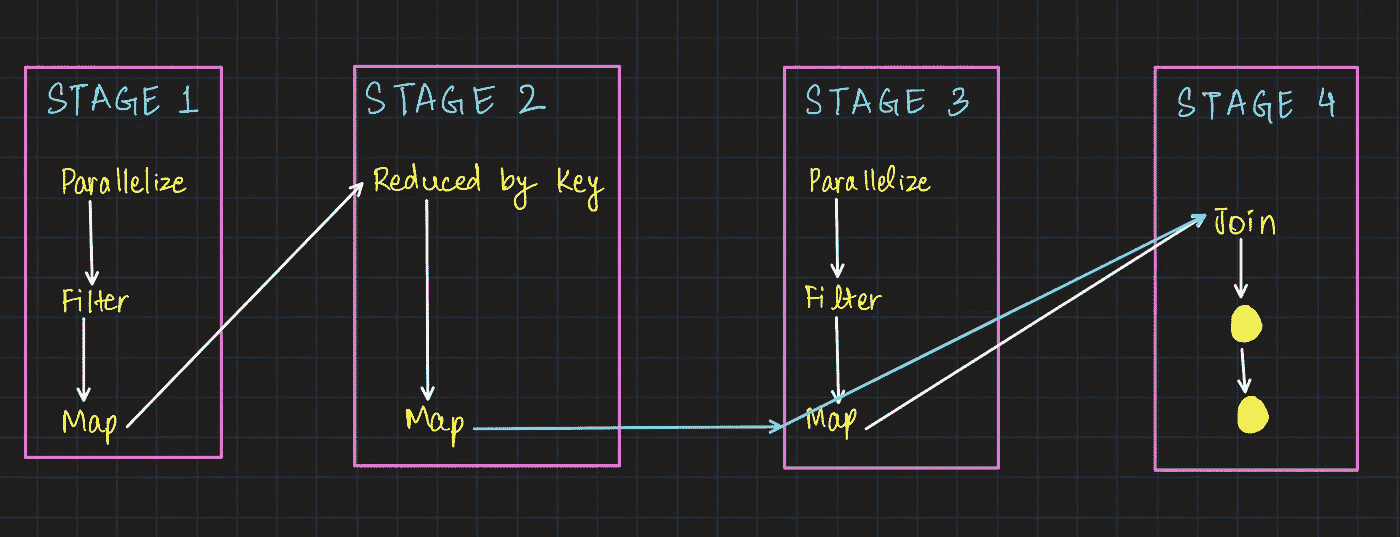 STAGE 1
Parallelize
Filter
Map
STAGE 2
Reduced by Key
Map
STAGE 3
Parallelize
Filter
Map
STAGE 4
Join